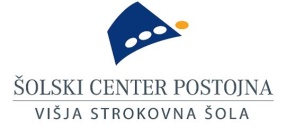 ŠOLSKI CENTER POSTOJNA
VIŠJA STROKOVNA ŠOLA